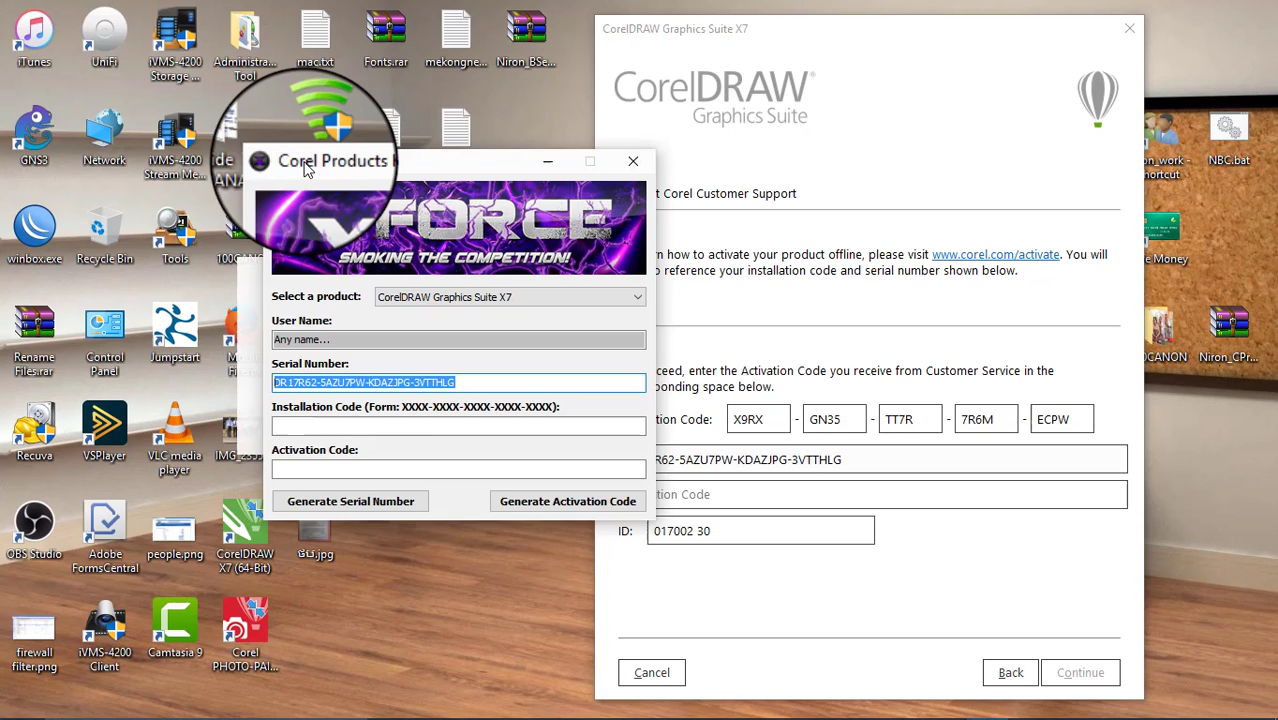 iTunes
UniFi
iVMS-4200
Storage ...
Administra...
Tool
mac.txt
Fonts.rar
mekongne...
Niron_BSe...
CorelDRAW Graphics Suite X7
CorelDRAW®
Graphics Suite
GNS3
Network
iVMS-4200
Stream Me...
Corel Products
NBC.bat
FORCE
SMOKING THE COMPETITION!
t Corel Customer Support
rn how to activate your product offline, please visit www.corel.com/activate. You
o reference your installation code and serial number shown below.
winbox.exe
Recycle Bin
Tools
Select a product:
CorelDRAW Graphics Suite X7
User Name:
Any name...
Serial Number:
DR17R62-5AZU7PW-KDAZJPG-3VTTHLG
Installation Code (Form: XXXX-XXXX-XXXX-XXXX-XXXX):
Activation Code:
Generate Serial Number
Generate Activation Code
ceed, enter the Activation Code you receive from Customer Service in the
ponding space below.
tion Code:
X9RX - GN35 - TT7R - 7R6M - ECPW
R62-5AZU7PW-KDAZJPG-3VTTHLG
tion Code
ID:
017002 30
Rename
Files.rar
Control
Panel
Jumpstart
0CANON
Niron_CPr...
Recuva
VSPlayer
VLC media
player
OBS Studio
Adobe
FormsCentral
people.png
CorelDRAW
X7 (64-Bit)
ផប់.jpg
firewall
filter.png
iVMS-4200
Client
Camtasia 9
Corel
PHOTO-PAI...
Cancel
Back
Continue